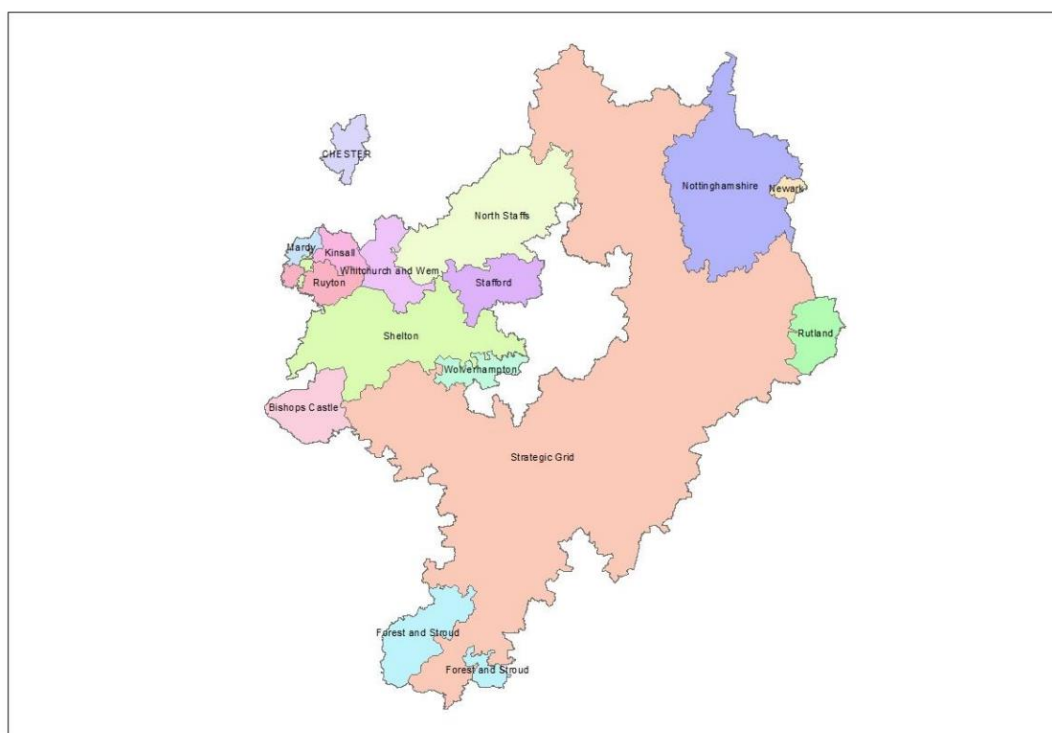 CHESTER
Nottinghamshire
Newark
North Staffs
Mardy
Kinsall
Whitchurch and Wem
Ruyton
Stafford
Shelton
Rutland
Wolverhampton
Bishops Castle
Strategic Grid
Forest and Stroud
Forest and Stroud